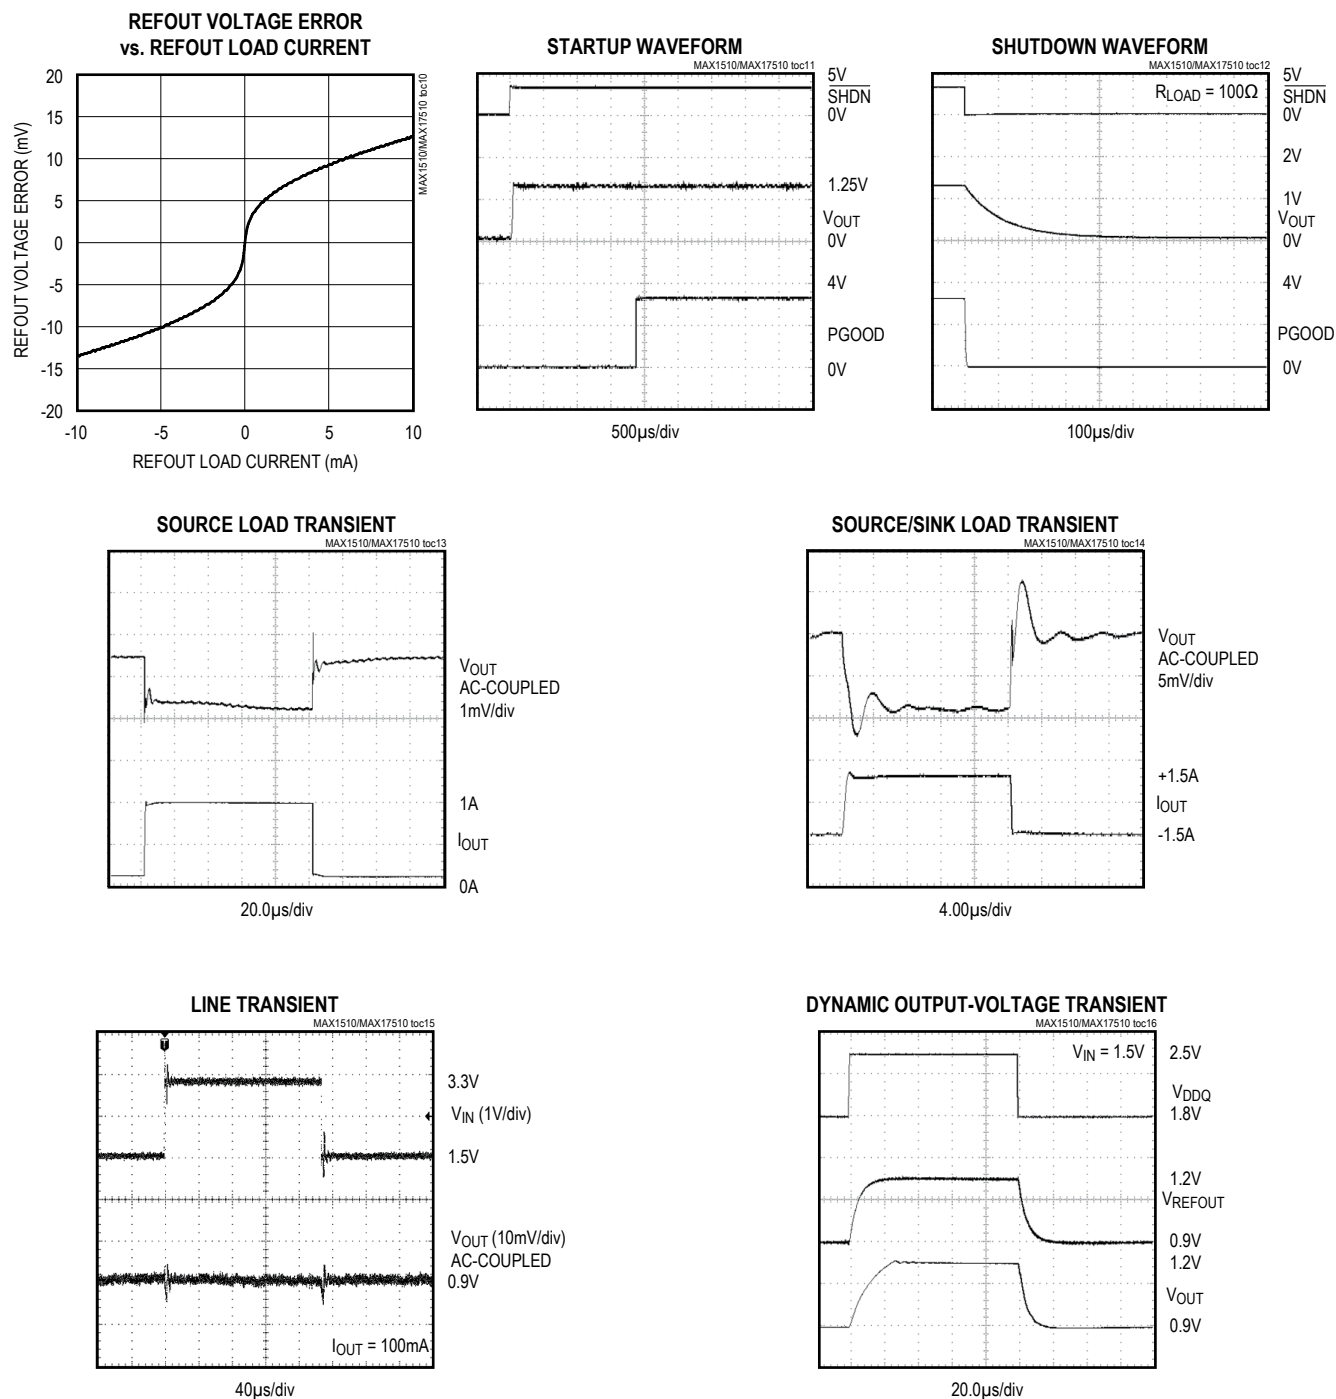 REFOUT VOLTAGE ERROR
vs. REFOUT LOAD CURRENT
MAX1510/MAX17510 toc10
REFOUT VOLTAGE ERROR (mV)
20
15
10
5
0
-5
-10
-15
-20
-10 -5 0 5 10
REFOUT LOAD CURRENT (mA)
STARTUP WAVEFORM
MAX1510/MAX17510 toc11
5V
SHDN
0V
1.25V
VOUT
0V
4V
PGOOD
0V
500µs/div
SHUTDOWN WAVEFORM
MAX1510/MAX17510 toc12
RLOAD = 100Ω
5V
SHDN
0V
2V
1V
VOUT
0V
4V
PGOOD
0V
100µs/div
SOURCE LOAD TRANSIENT
MAX1510/MAX17510 toc13
VOUT
AC-COUPLED
1mV/div
1A
IOUT
0A
20.0µs/div
SOURCE/SINK LOAD TRANSIENT
MAX1510/MAX17510 toc14
VOUT
AC-COUPLED
5mV/div
+1.5A
IOUT
-1.5A
4.00µs/div
LINE TRANSIENT
MAX1510/MAX17510 toc15
T
3.3V
VIN (1V/div)
1.5V
VOUT (10mV/div)
AC-COUPLED
0.9V
IOUT = 100mA
40µs/div
DYNAMIC OUTPUT-VOLTAGE TRANSIENT
MAX1510/MAX17510 toc16
VIN = 1.5V
2.5V
VDDQ
1.8V
1.2V
VREFOUT
0.9V
1.2V
VOUT
0.9V
20.0µs/div